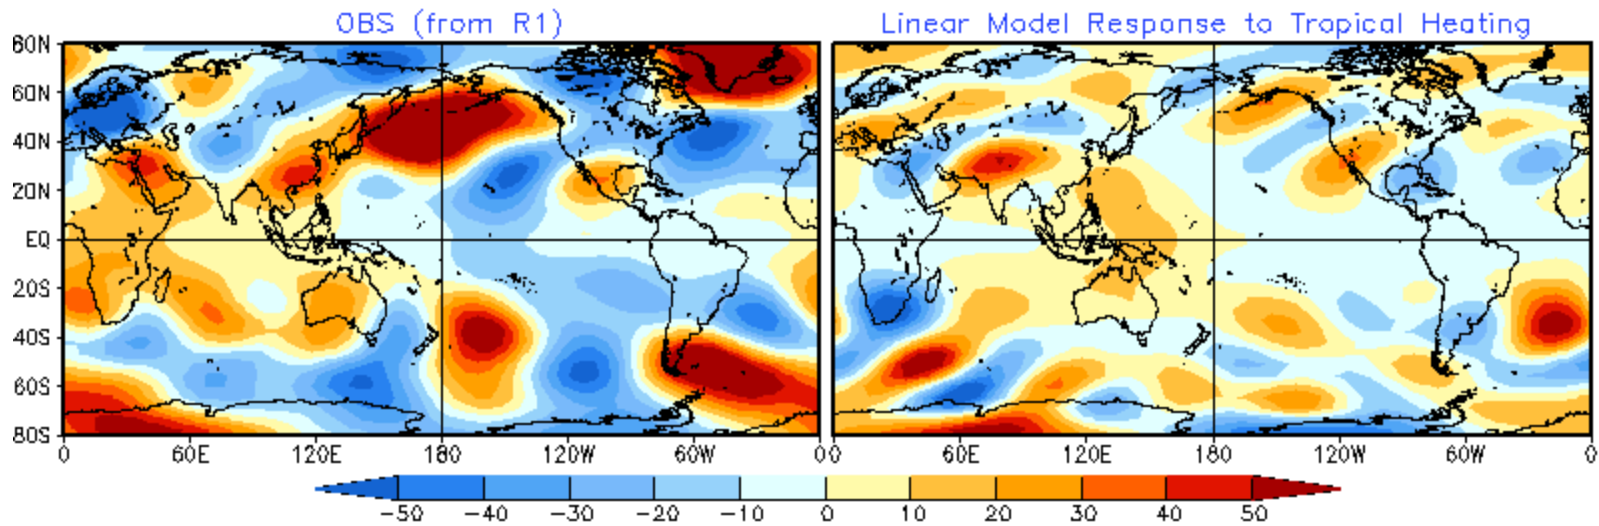 OBS (from R1)
Linear Model Response to Tropical Heating
80N
60N
40N
20N
EQ
20S
40S
60S
80S
0 60E 120E 180 120W 60W 0
0 60E 120E 180 120W 60W 0
-50 -40 -30 -20 -10 0 10 20 30 40 50